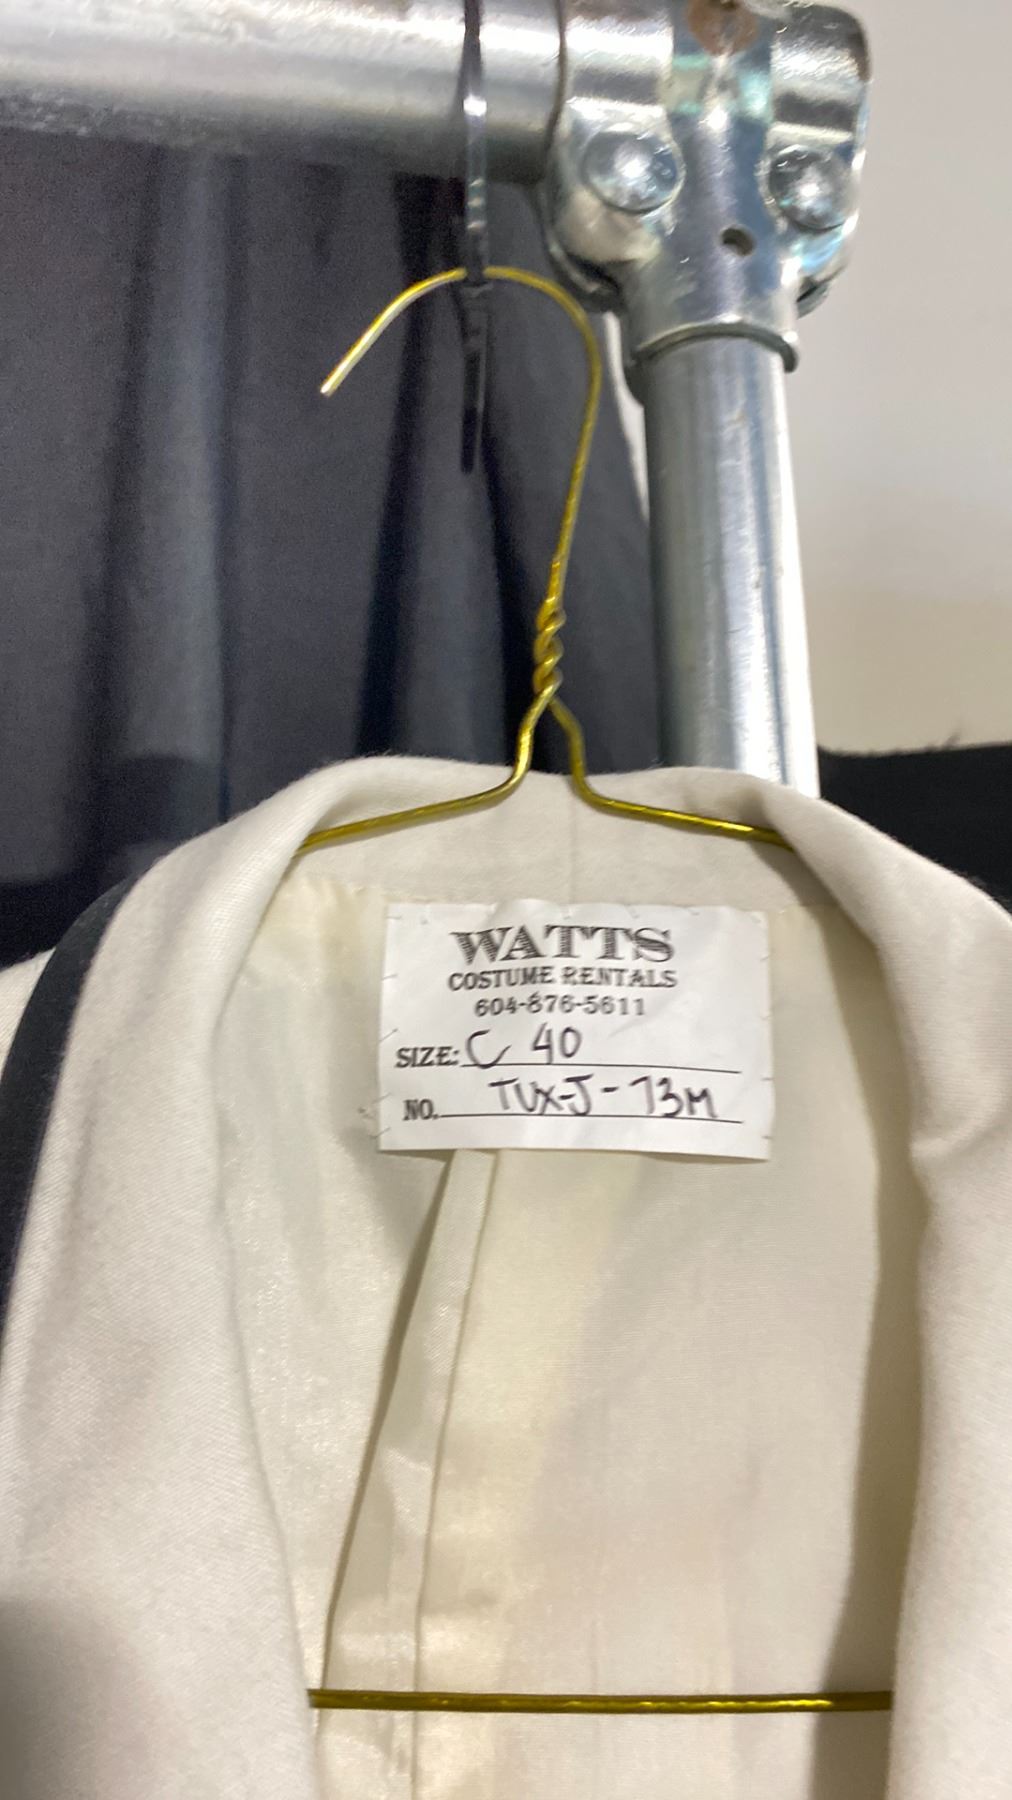 WATTS
COSTUME RENTALS
604-876-5611
SIZE: C 40
NO. TUX-J-73M